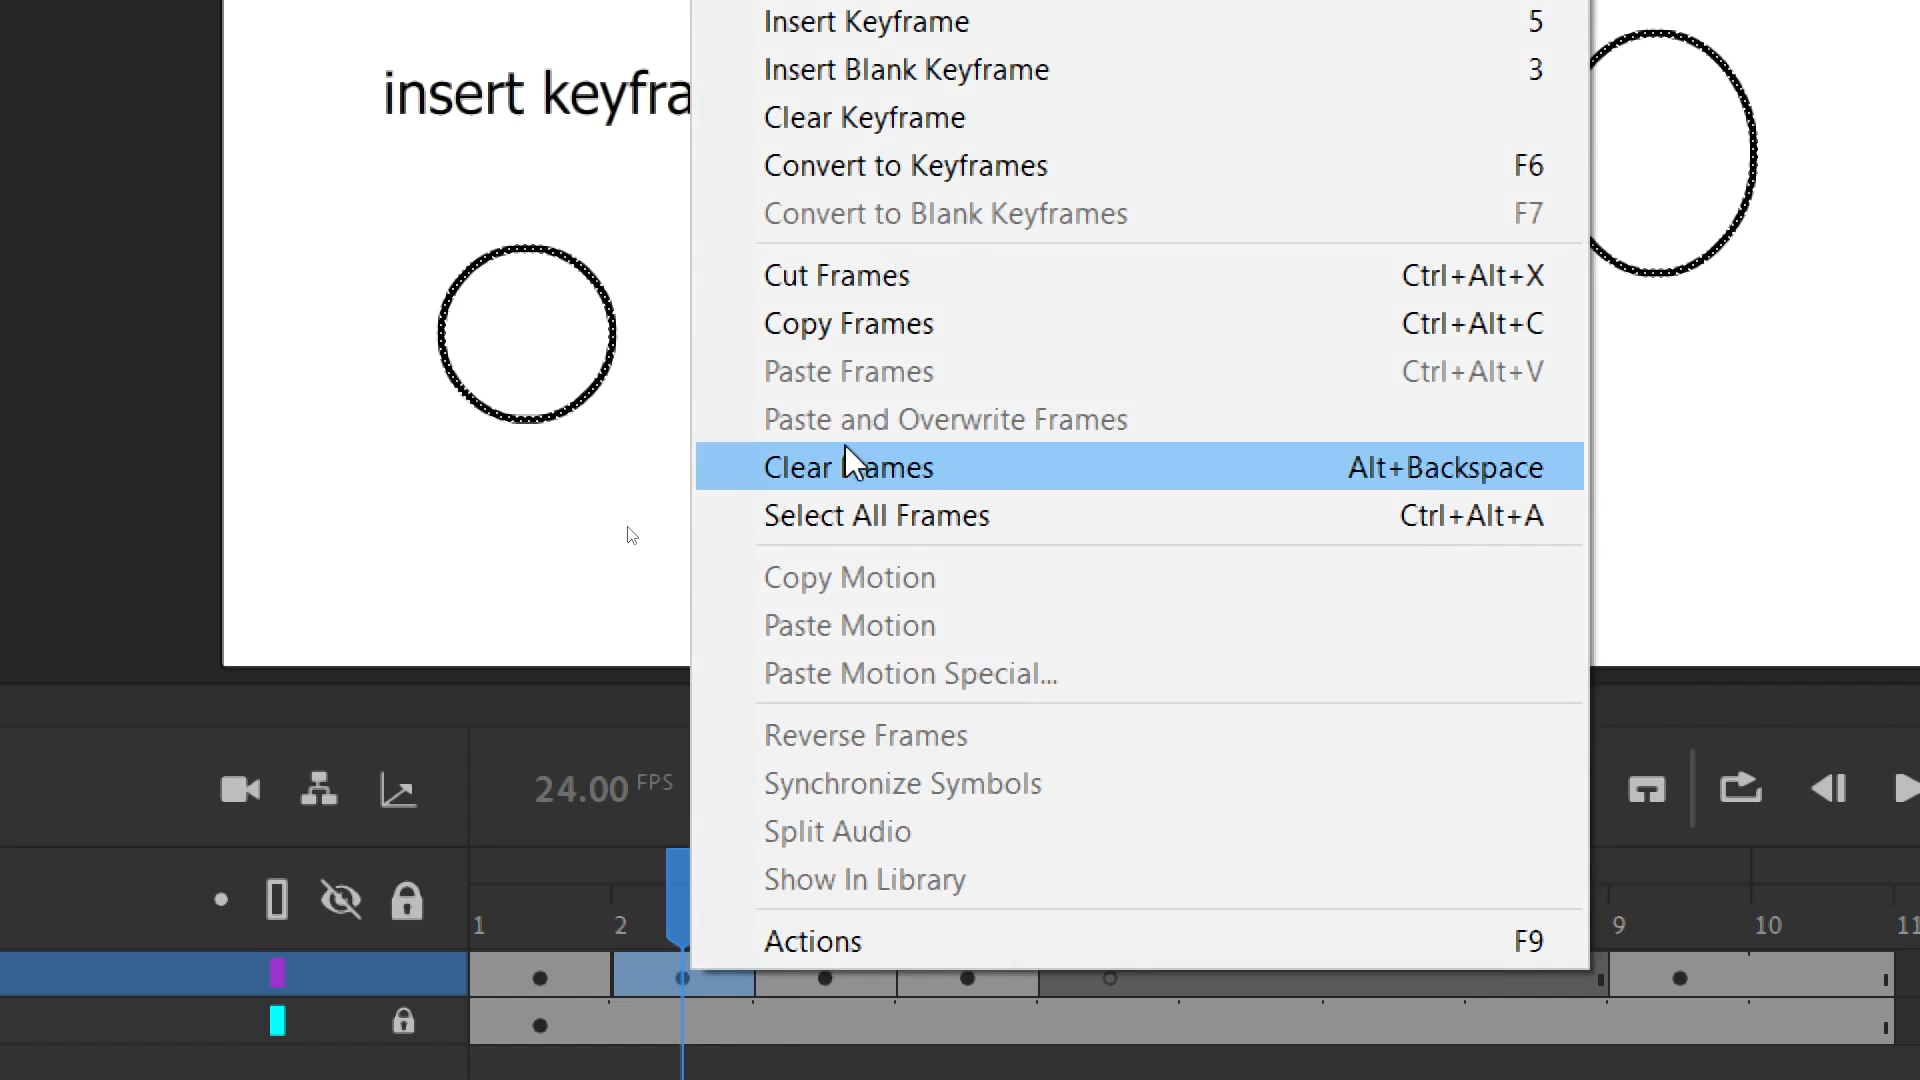 Insert Keyframe 5
insert keyfra
Insert Blank Keyframe 3
Clear Keyframe
Convert to Keyframes F6
Convert to Blank Keyframes F7
Cut Frames Ctrl+Alt+X
Copy Frames Ctrl+Alt+C
Paste Frames Ctrl+Alt+V
Paste and Overwrite Frames
Clear Frames Alt+Backspace
Select All Frames Ctrl+Alt+A
Copy Motion
Paste Motion
Paste Motion Special...
Reverse Frames
Synchronize Symbols
Split Audio
Show In Library
Actions F9
24.00 FPS
1 2 9 10 11